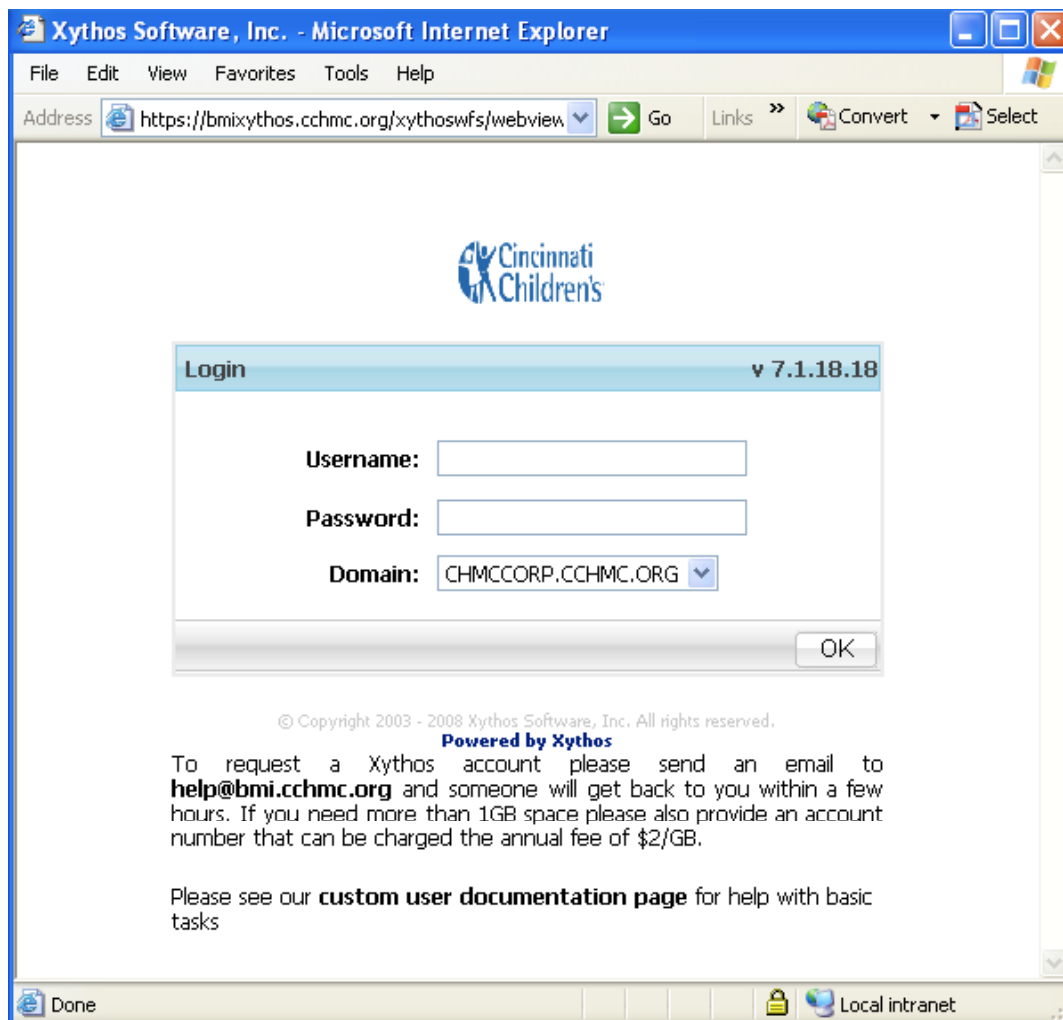 Xythos Software, Inc. - Microsoft Internet Explorer
File Edit View Favorites Tools Help
Address https://bmixythos.cchmc.org/xythoswfs/webview Go Links » Convert Select
Cincinnati
Children's
Login v 7.1.18.18
Username:
Password:
Domain: CHMCCORP.CCHMC.ORG
OK
© Copyright 2003 - 2008 Xythos Software, Inc. All rights reserved.
Powered by Xythos
To request a Xythos account please send an email to
help@bmi.cchmc.org and someone will get back to you within a few
hours. If you need more than 1GB space please also provide an account
number that can be charged the annual fee of $2/GB.
Please see our custom user documentation page for help with basic
tasks
Done Local intranet